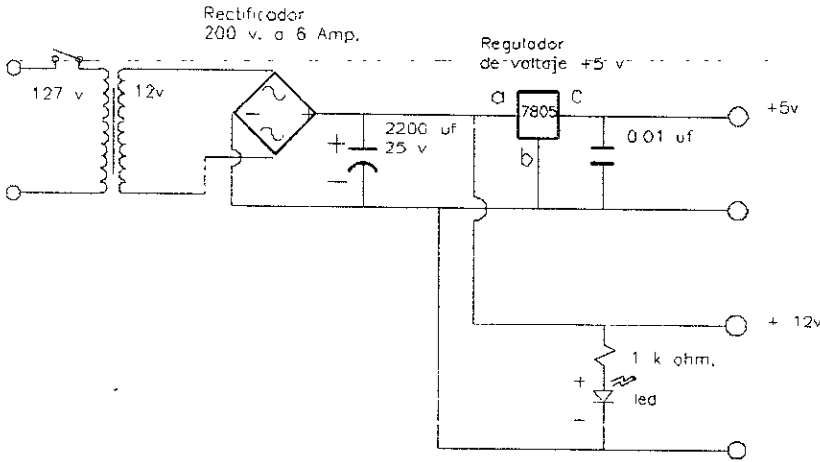 Rectificador
200 v. a 6 Amp.
Regulador
de voltaje +5 v
127 v
12v
a
7805
c
+5v
+
2200 uf
25 v
b
0.01 uf
+ 12v
1 k ohm.
+
led
-